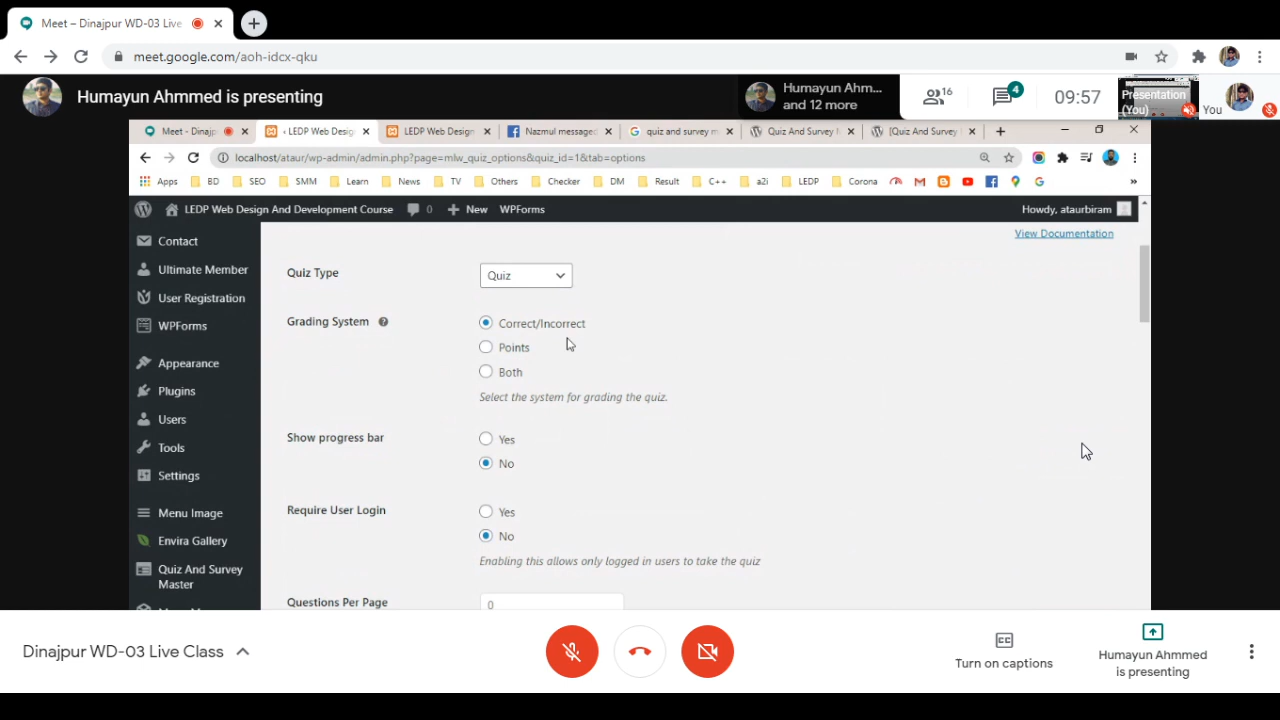 Meet – Dinajpur WD-03 Live
meet.google.com/aoh-idcx-qku
Humayun Ahmmed is presenting
Humayun Ahm...
and 12 more
16
4
09:57
Presentation
(You)
You
Meet - Dinajp
‹ LEDP Web Desig
LEDP Web Design
Nazmul message
quiz and survey m
Quiz And Survey
[Quiz And Survey
localhost/ataur/wp-admin/admin.php?page=mlw_quiz_options&quiz_id=1&tab=options
Apps
BD
SEO
SMM
Learn
News
TV
Others
Checker
DM
Result
C++
a2i
LEDP
Corona
»
LEDP Web Design And Development Course
0
New
WPForms
Howdy, ataurbiram
View Documentation
Contact
Ultimate Member
User Registration
WPForms
Appearance
Plugins
Users
Tools
Settings
Menu Image
Envira Gallery
Quiz And Survey
Master
Quiz Type
Quiz
Grading System
Correct/Incorrect
Points
Both
Select the system for grading the quiz.
Show progress bar
Yes
No
Require User Login
Yes
No
Enabling this allows only logged in users to take the quiz
Questions Per Page
0
Dinajpur WD-03 Live Class
Turn on captions
Humayun Ahmmed
is presenting